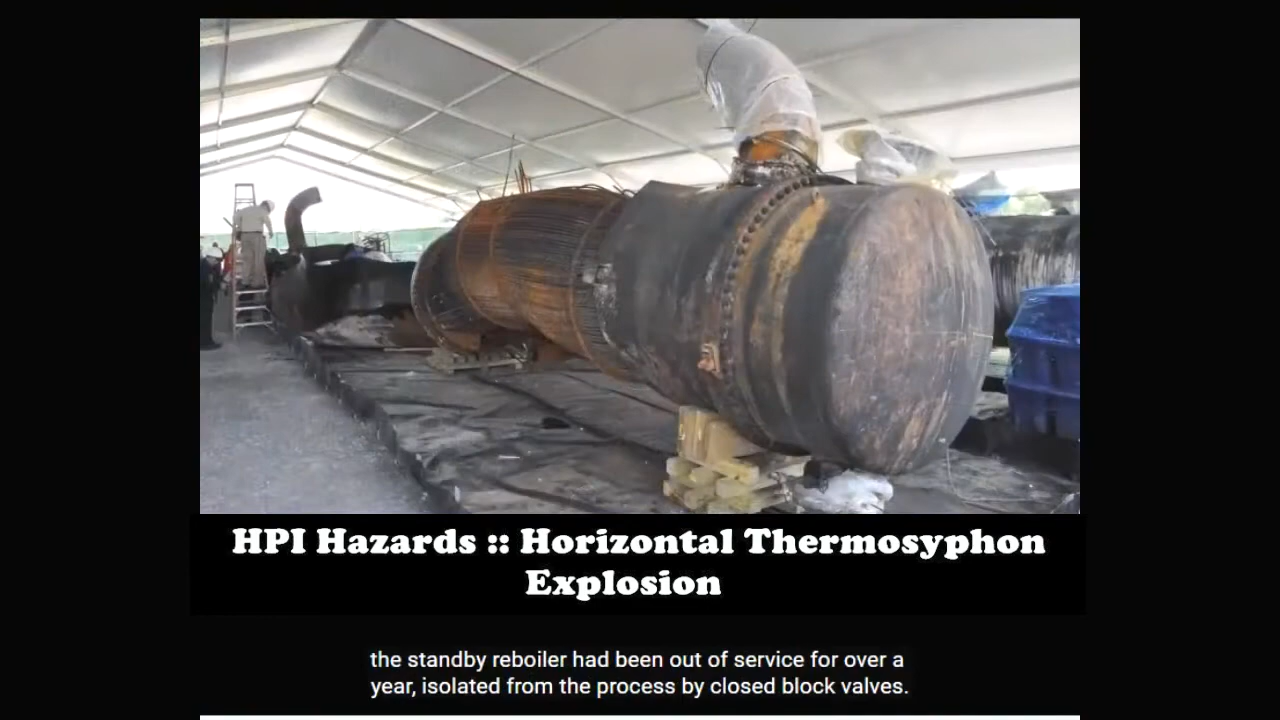 HPI Hazards :: Horizontal Thermosyphon
Explosion
the standby reboiler had been out of service for over a
year, isolated from the process by closed block valves.